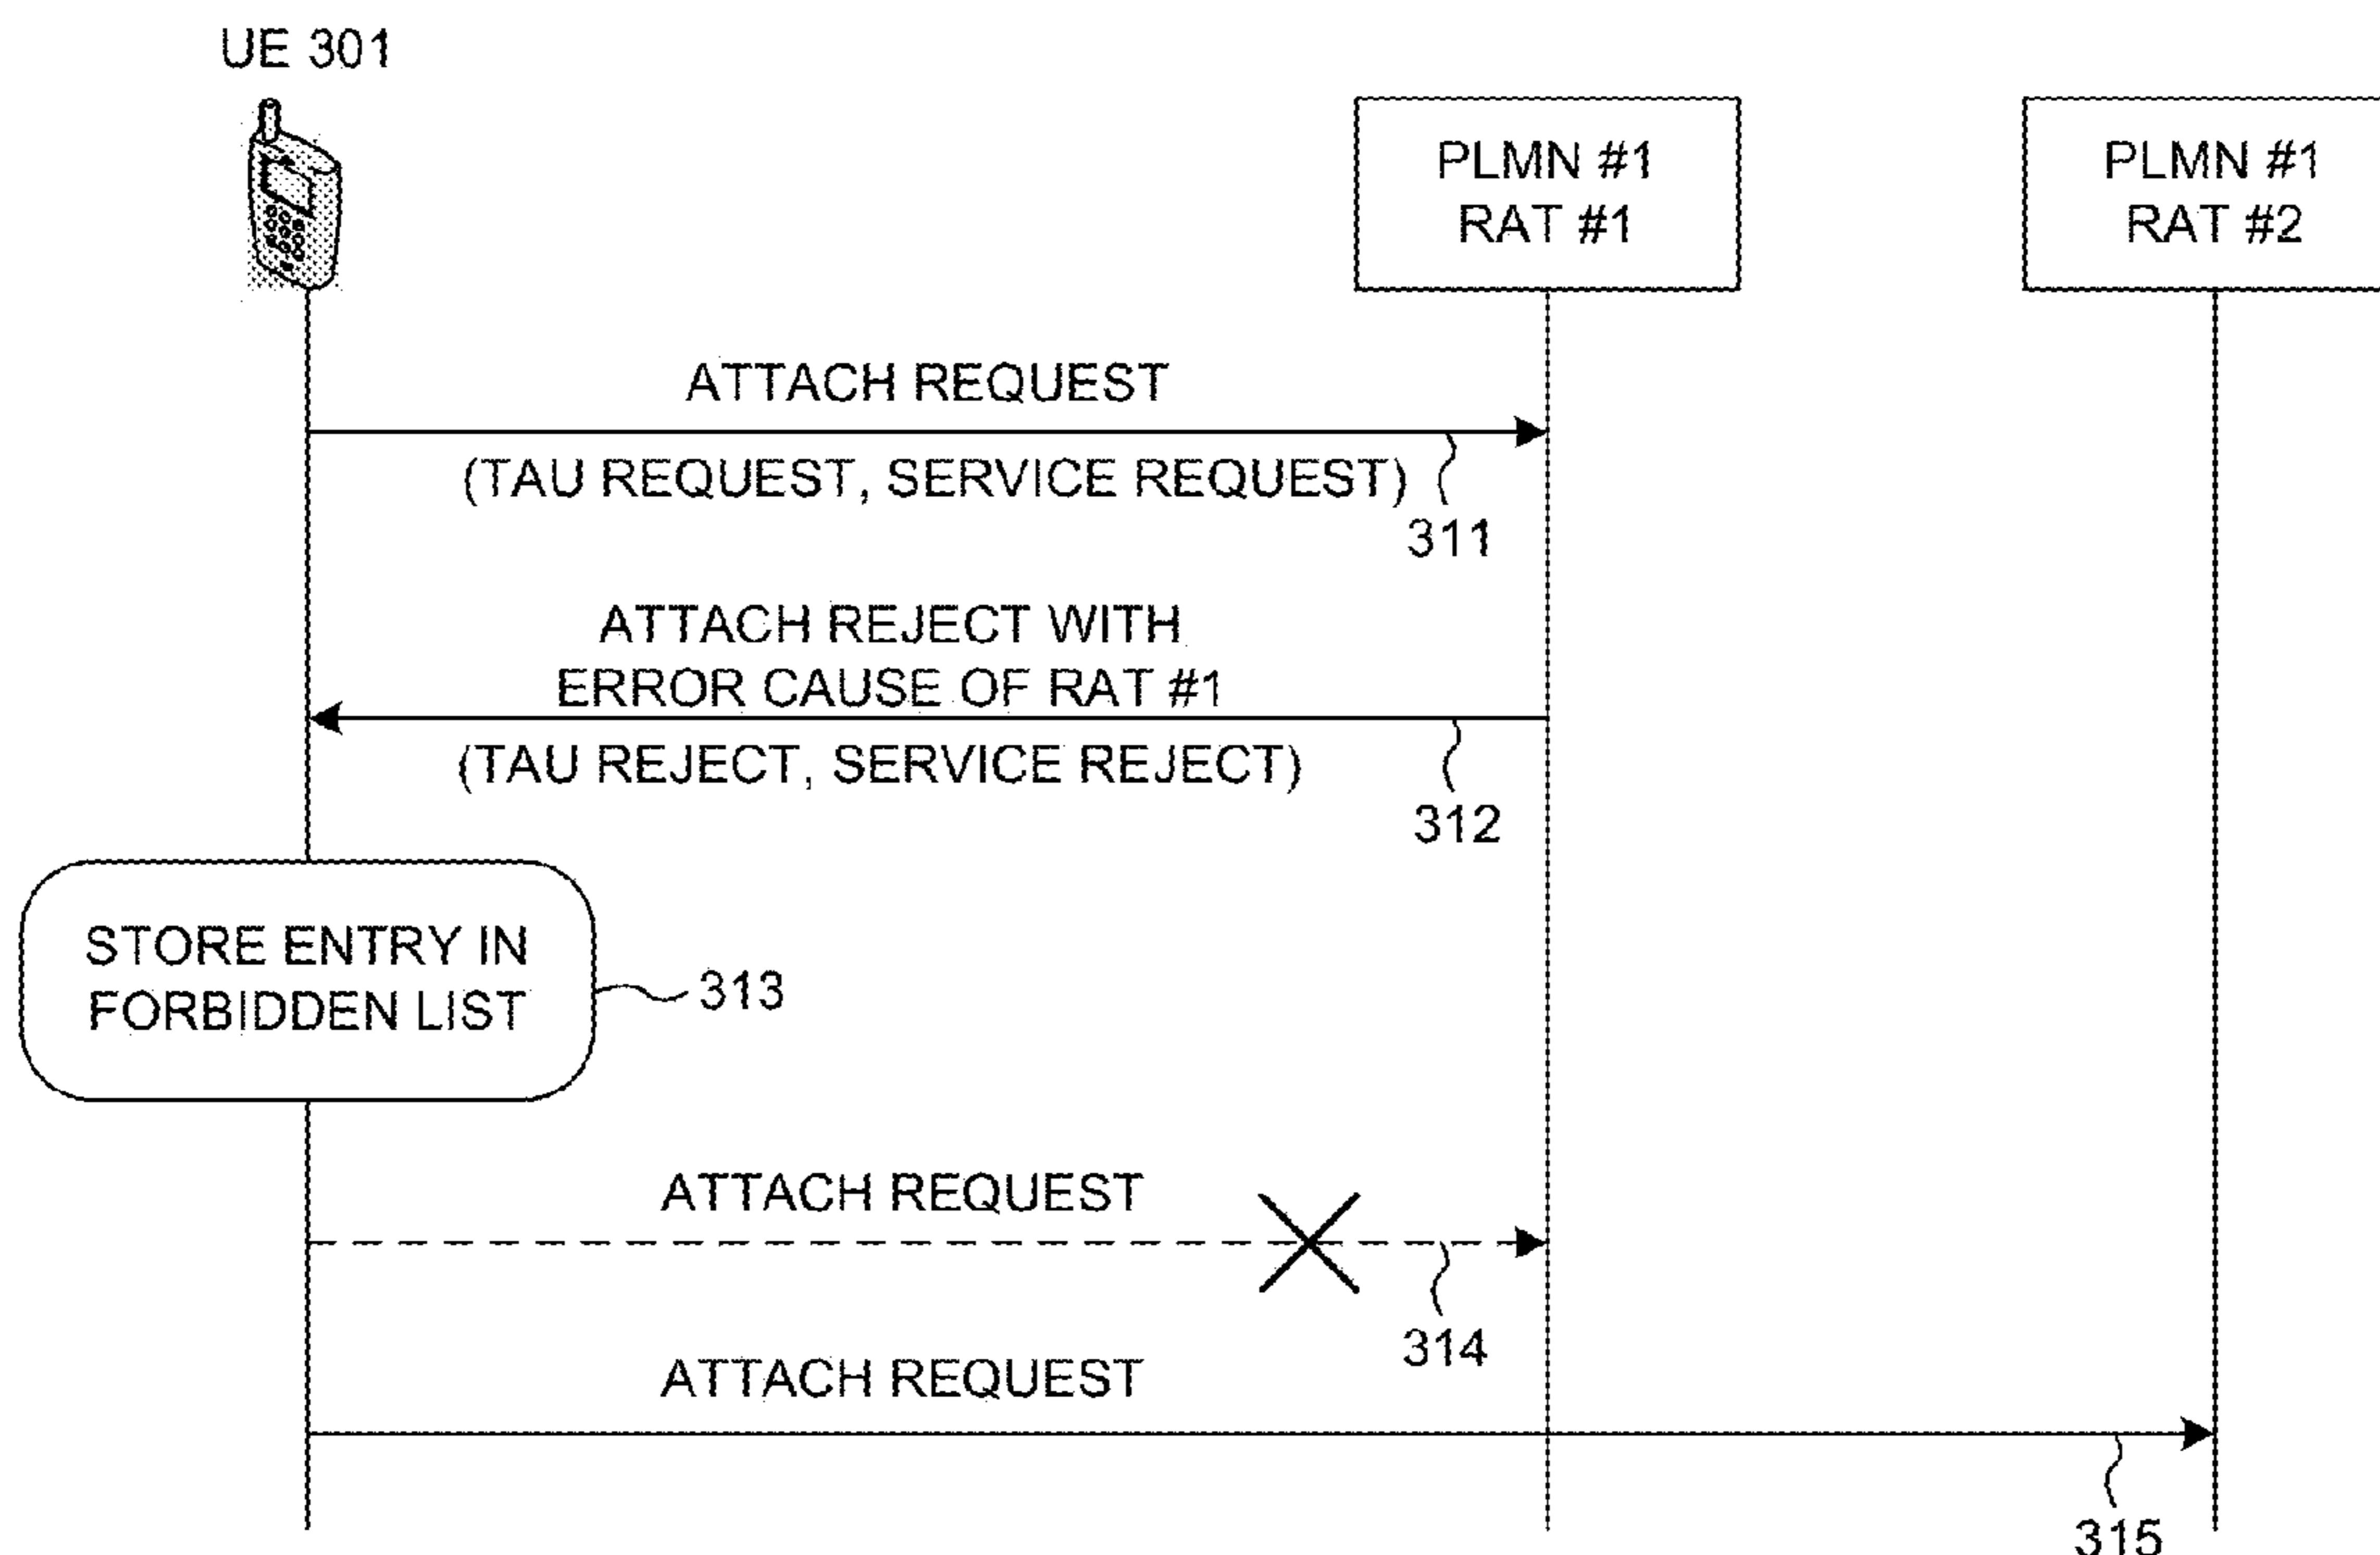 UE 301
PLMN #1
RAT #1
PLMN #1
RAT #2
ATTACH REQUEST
(TAU REQUEST, SERVICE REQUEST)
311
ATTACH REJECT WITH
ERROR CAUSE OF RAT #1
(TAU REJECT, SERVICE REJECT)
312
STORE ENTRY IN
FORBIDDEN LIST
313
ATTACH REQUEST
314
ATTACH REQUEST
315